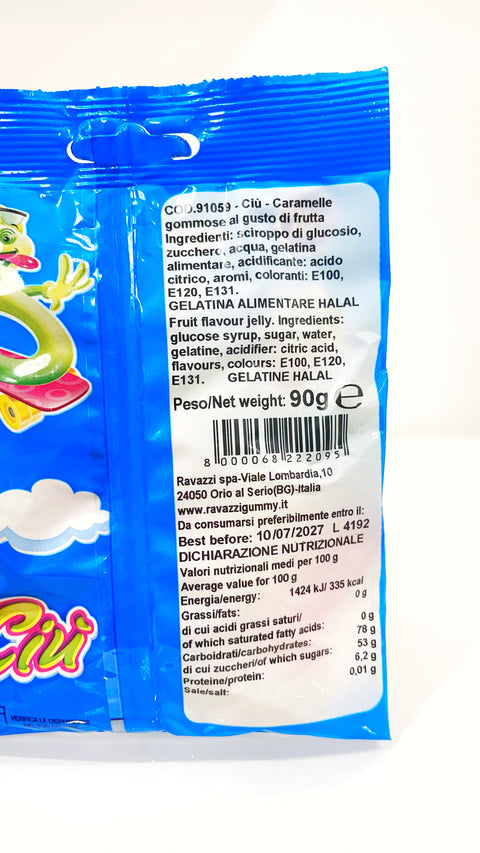 COD.91059 - Ciù - Caramelle
gommose al gusto di frutta
Ingredienti: sciroppo di glucosio,
zucchero, acqua, gelatina
alimentare, acidificante: acido
citrico, aromi, coloranti: E100,
E120, E131.
GELATINA ALIMENTARE HALAL
Fruit flavour jelly. Ingredients:
glucose syrup, sugar, water,
gelatine, acidifier: citric acid,
flavours, colours: E100, E120,
E131. GELATINE HALAL
Peso/Net weight: 90g e
8 000068 222095
Ravazzi spa-Viale Lombardia,10
24050 Orio al Serio(BG)-Italia
www.ravazzigummy.it
Da consumarsi preferibilmente entro il:
Best before: 10/07/2027 L 4192
DICHIARAZIONE NUTRIZIONALE
Valori nutrizionali medi per 100 g
Average value for 100 g
Energia/energy: 1424 kJ/ 335 kcal
Grassi/fats: 0 g
di cui acidi grassi saturi/
of which saturated fatty acids: 0 g
Carboidrati/carbohydrates: 78 g
di cui zuccheri/of which sugars: 53 g
Proteine/protein: 6,2 g
Sale/salt: 0,01 g
Ciù
VERIFICA LE